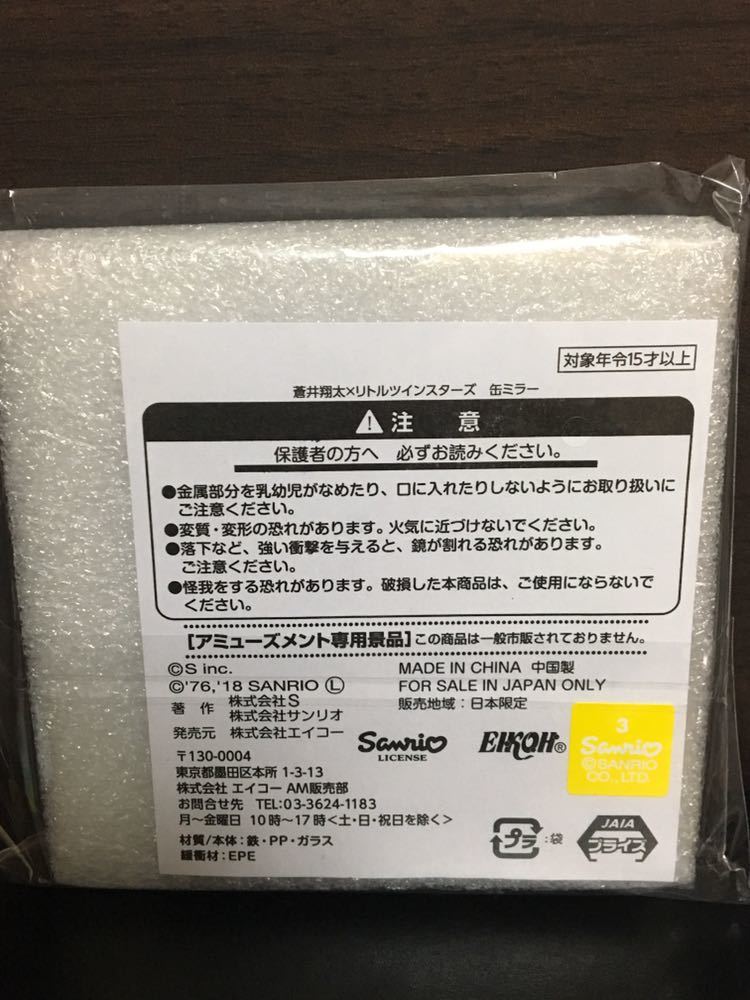 対象年令15才以上
蒼井翔太×リトルツインスターズ 缶ミラー
注 意
保護者の方へ 必ずお読みください。
●金属部分を乳幼児がなめたり、口に入れたりしないようにお取り扱いに
ご注意ください。
●変質・変形の恐れがあります。火気に近づけないでください。
●落下など、強い衝撃を与えると、鏡が割れる恐れがあります。
ご注意ください。
●怪我をする恐れがあります。破損した本商品は、ご使用にならないで
ください。
[アミューズメント専用景品] この商品は一般市販されておりません。
©S inc.
©'76,'18 SANRIO Ⓛ
著 作 株式会社S
株式会社サンリオ
発売元 株式会社エイコー
MADE IN CHINA 中国製
FOR SALE IN JAPAN ONLY
販売地域:日本限定
Sanrio
LICENSE
EIKOH®
3
Sanrio
©SANRIO
CO., LTD.
〒130-0004
東京都墨田区本所 1-3-13
株式会社 エイコー AM販売部
お問合せ先 TEL:03-3624-1183
月~金曜日 10時~17時<土・日・祝日を除く>
材質/本体:鉄・PP・ガラス
緩衝材:EPE
プラ :袋
JAIA
プライズ